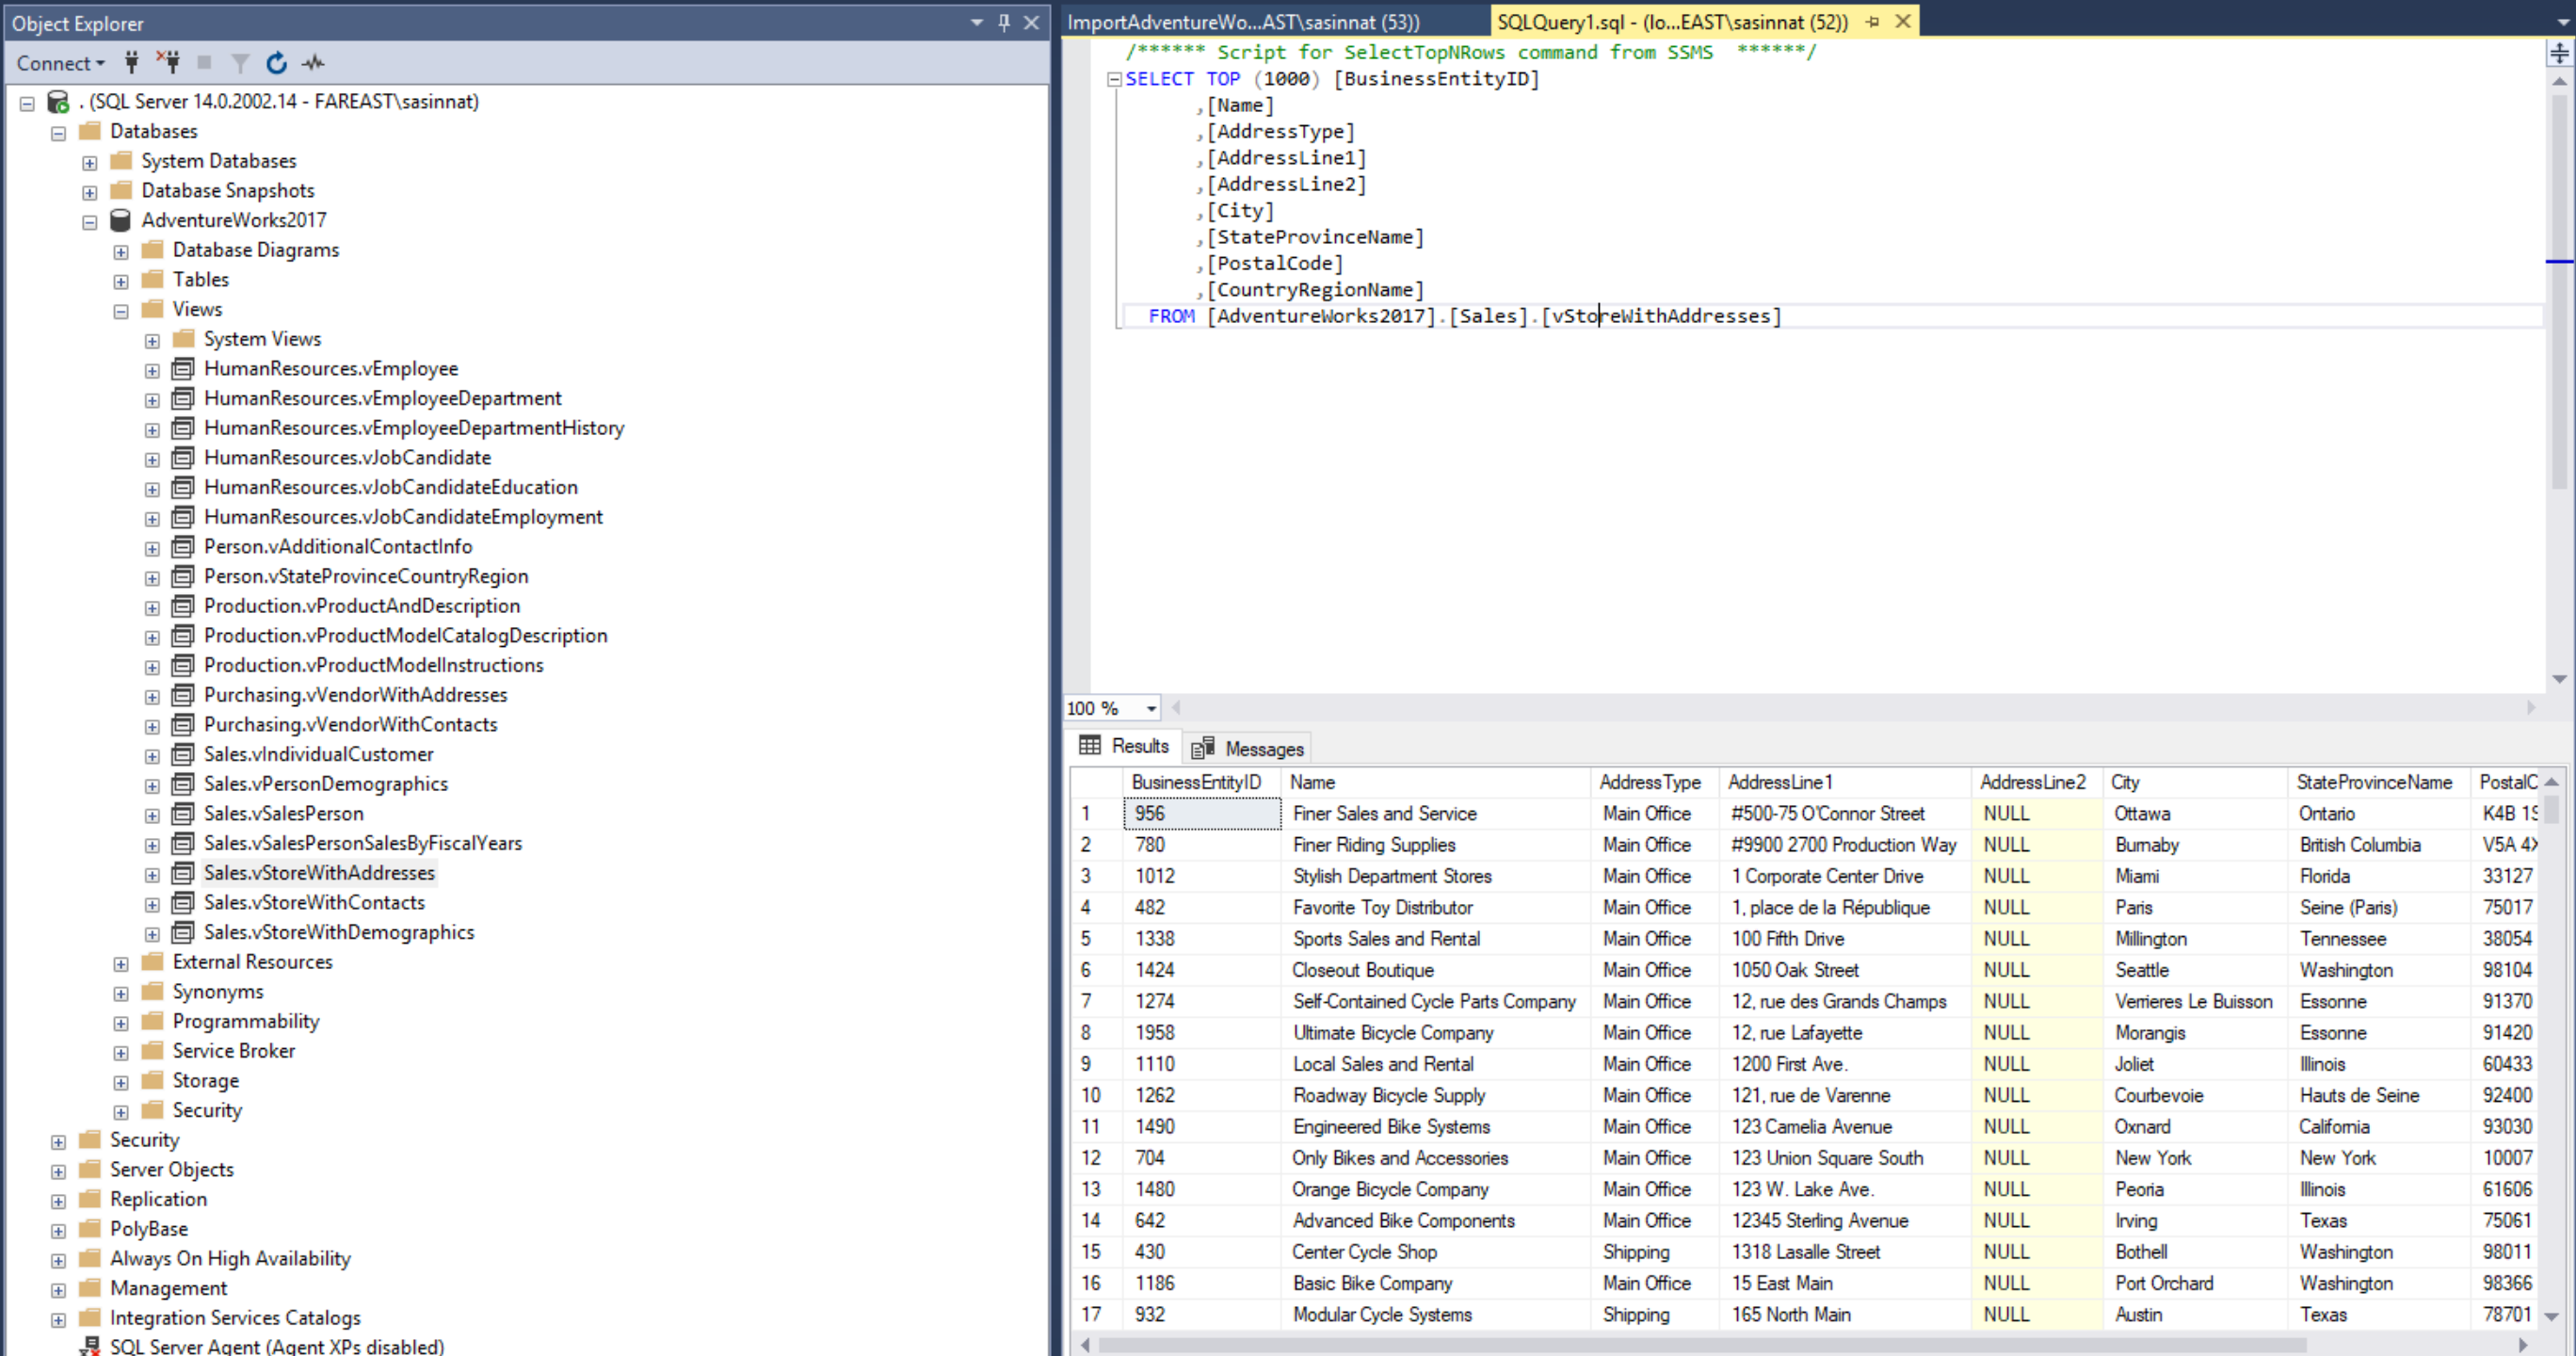 Object Explorer
Connect
. (SQL Server 14.0.2002.14 - FAREAST\sasinnat)
Databases
System Databases
Database Snapshots
AdventureWorks2017
Database Diagrams
Tables
Views
System Views
HumanResources.vEmployee
HumanResources.vEmployeeDepartment
HumanResources.vEmployeeDepartmentHistory
HumanResources.vJobCandidate
HumanResources.vJobCandidateEducation
HumanResources.vJobCandidateEmployment
Person.vAdditionalContactInfo
Person.vStateProvinceCountryRegion
Production.vProductAndDescription
Production.vProductModelCatalogDescription
Production.vProductModelInstructions
Purchasing.vVendorWithAddresses
Purchasing.vVendorWithContacts
Sales.vIndividualCustomer
Sales.vPersonDemographics
Sales.vSalesPerson
Sales.vSalesPersonSalesByFiscalYears
Sales.vStoreWithAddresses
Sales.vStoreWithContacts
Sales.vStoreWithDemographics
External Resources
Synonyms
Programmability
Service Broker
Storage
Security
Security
Server Objects
Replication
PolyBase
Always On High Availability
Management
Integration Services Catalogs
SQL Server Agent (Agent XPs disabled)
ImportAdventureWo...AST\sasinnat (53)) SQLQuery1.sql - (lo...EAST\sasinnat (52))
/****** Script for SelectTopNRows command from SSMS ******/
SELECT TOP (1000) [BusinessEntityID]
,[Name]
,[AddressType]
,[AddressLine1]
,[AddressLine2]
,[City]
,[StateProvinceName]
,[PostalCode]
,[CountryRegionName]
FROM [AdventureWorks2017].[Sales].[vStoreWithAddresses]
100 %
Results Messages
BusinessEntityID Name AddressType AddressLine1 AddressLine2 City StateProvinceName PostalC
1 956 Finer Sales and Service Main Office #500-75 O'Connor Street NULL Ottawa Ontario K4B 1S
2 780 Finer Riding Supplies Main Office #9900 2700 Production Way NULL Burnaby British Columbia V5A 4X
3 1012 Stylish Department Stores Main Office 1 Corporate Center Drive NULL Miami Florida 33127
4 482 Favorite Toy Distributor Main Office 1, place de la République NULL Paris Seine (Paris) 75017
5 1338 Sports Sales and Rental Main Office 100 Fifth Drive NULL Millington Tennessee 38054
6 1424 Closeout Boutique Main Office 1050 Oak Street NULL Seattle Washington 98104
7 1274 Self-Contained Cycle Parts Company Main Office 12, rue des Grands Champs NULL Verrieres Le Buisson Essonne 91370
8 1958 Ultimate Bicycle Company Main Office 12, rue Lafayette NULL Morangis Essonne 91420
9 1110 Local Sales and Rental Main Office 1200 First Ave. NULL Joliet Illinois 60433
10 1262 Roadway Bicycle Supply Main Office 121, rue de Varenne NULL Courbevoie Hauts de Seine 92400
11 1490 Engineered Bike Systems Main Office 123 Camelia Avenue NULL Oxnard California 93030
12 704 Only Bikes and Accessories Main Office 123 Union Square South NULL New York New York 10007
13 1480 Orange Bicycle Company Main Office 123 W. Lake Ave. NULL Peoria Illinois 61606
14 642 Advanced Bike Components Main Office 12345 Sterling Avenue NULL Irving Texas 75061
15 430 Center Cycle Shop Shipping 1318 Lasalle Street NULL Bothell Washington 98011
16 1186 Basic Bike Company Main Office 15 East Main NULL Port Orchard Washington 98366
17 932 Modular Cycle Systems Shipping 165 North Main NULL Austin Texas 78701